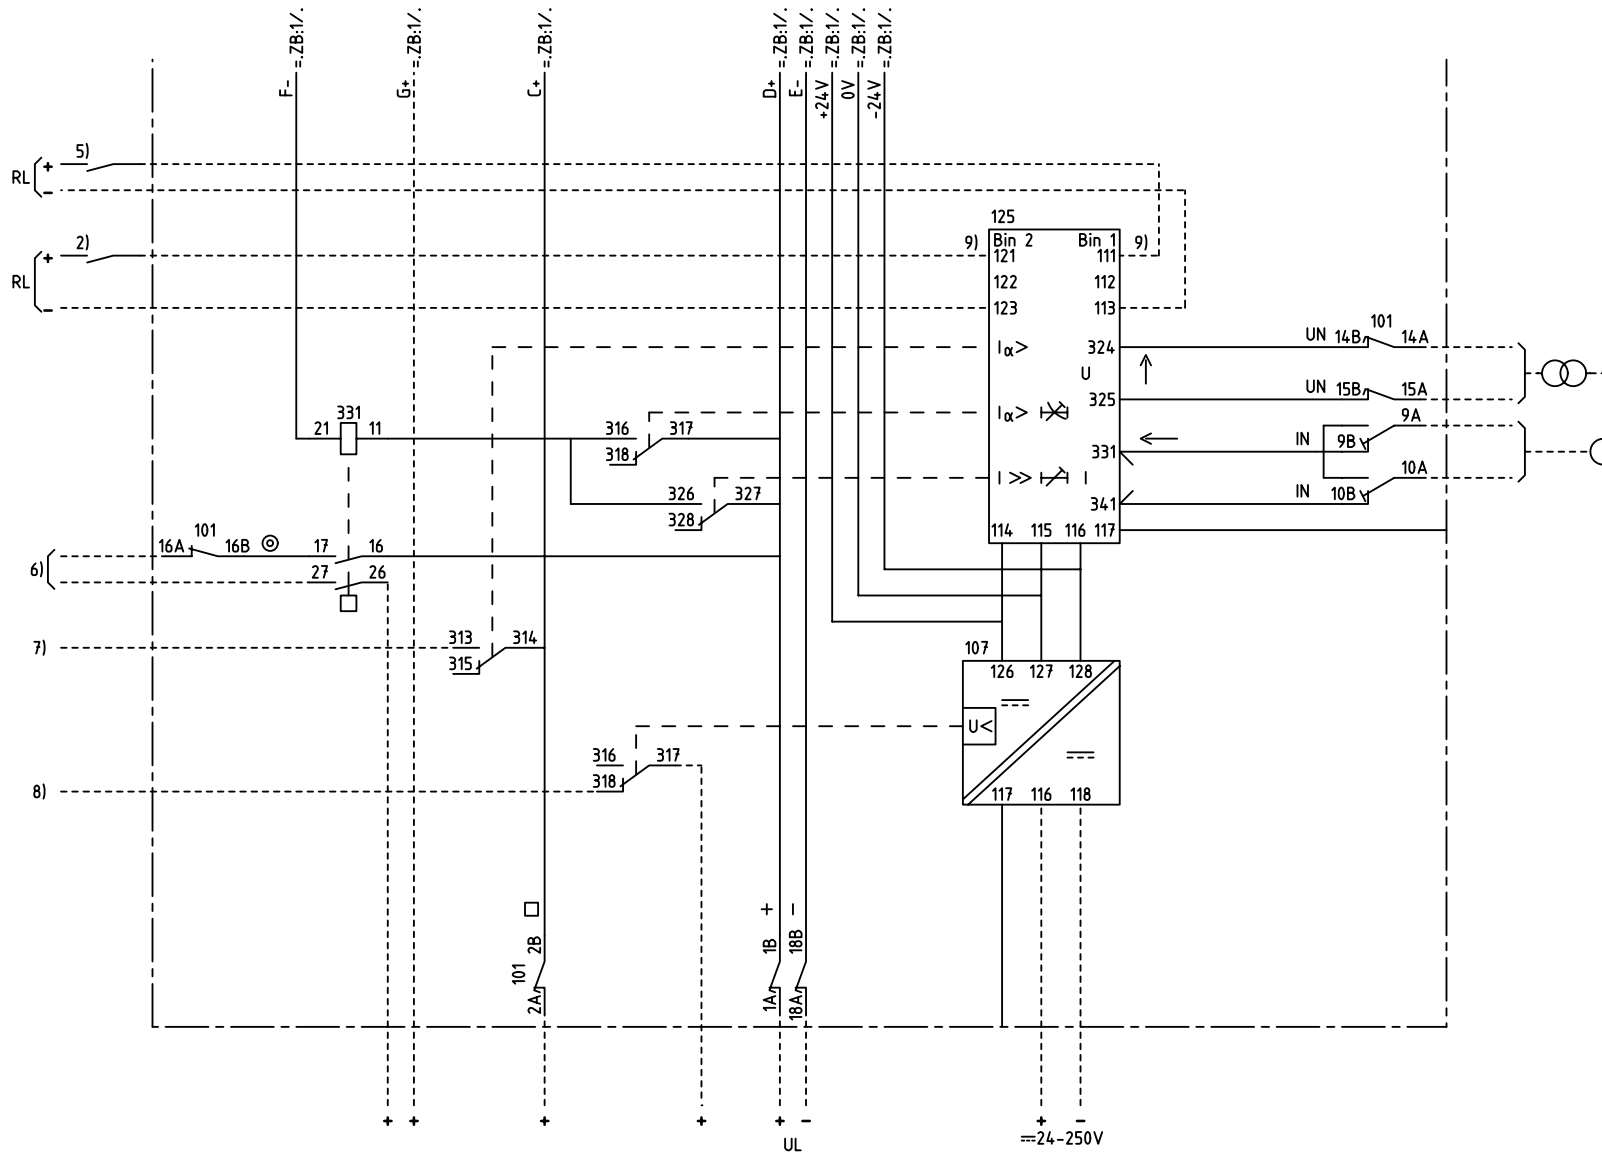 =.ZB:1/. =.ZB:1/. =.ZB:1/. =.ZB:1/. =.ZB:1/. =.ZB:1/. =.ZB:1/. =.ZB:1/.
F- G+ C+ D+ E- +24V 0V -24V
5)
RL + -
2)
RL + -
125
9) Bin 2 Bin 1 9)
121 111
122 112
123 113
Iα> 324 UN 14B 101 14A
U
325 UN 15B 15A
331 Iα> 9A
21 11 316 317 331 IN 9B
318
I>> I 10A
326 327 341 IN 10B
328
114 115 116 117
101
16A 16B 17 16
6) 27 26
7) 313 314
315
107
126 127 128
U<
316 317
8) 318
117 116 118
+ -
2B 1B 18B
101
2A 1A 18A
+ + + + + - + -
UL
24-250V